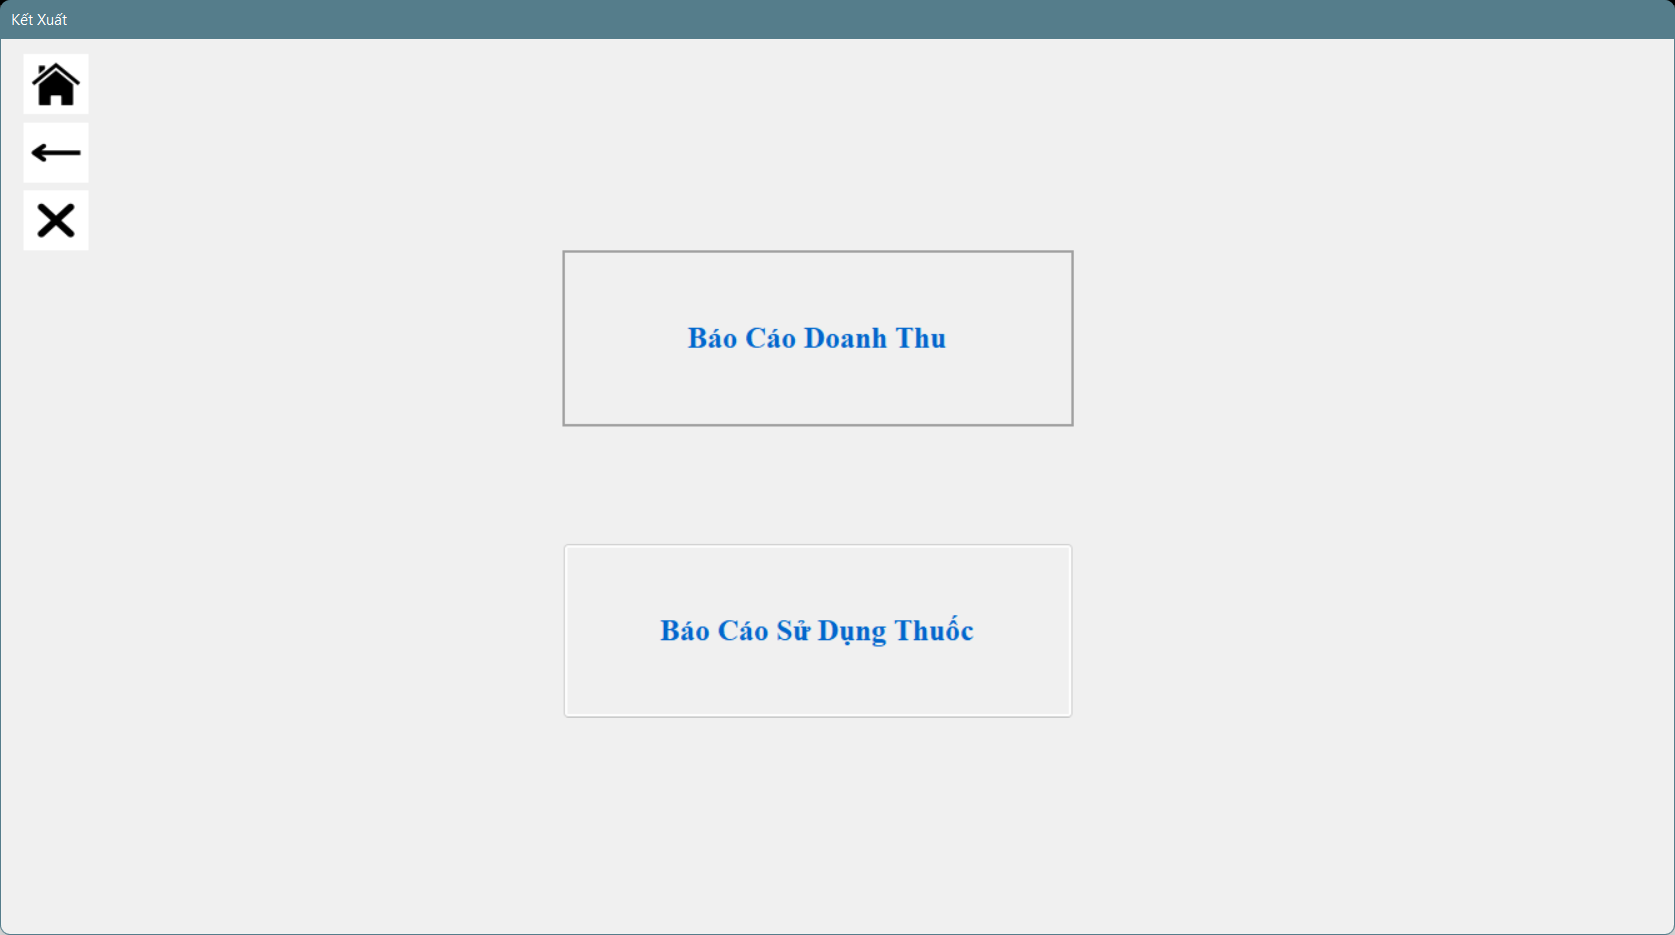 Kết Xuất
Báo Cáo Doanh Thu
Báo Cáo Sử Dụng Thuốc